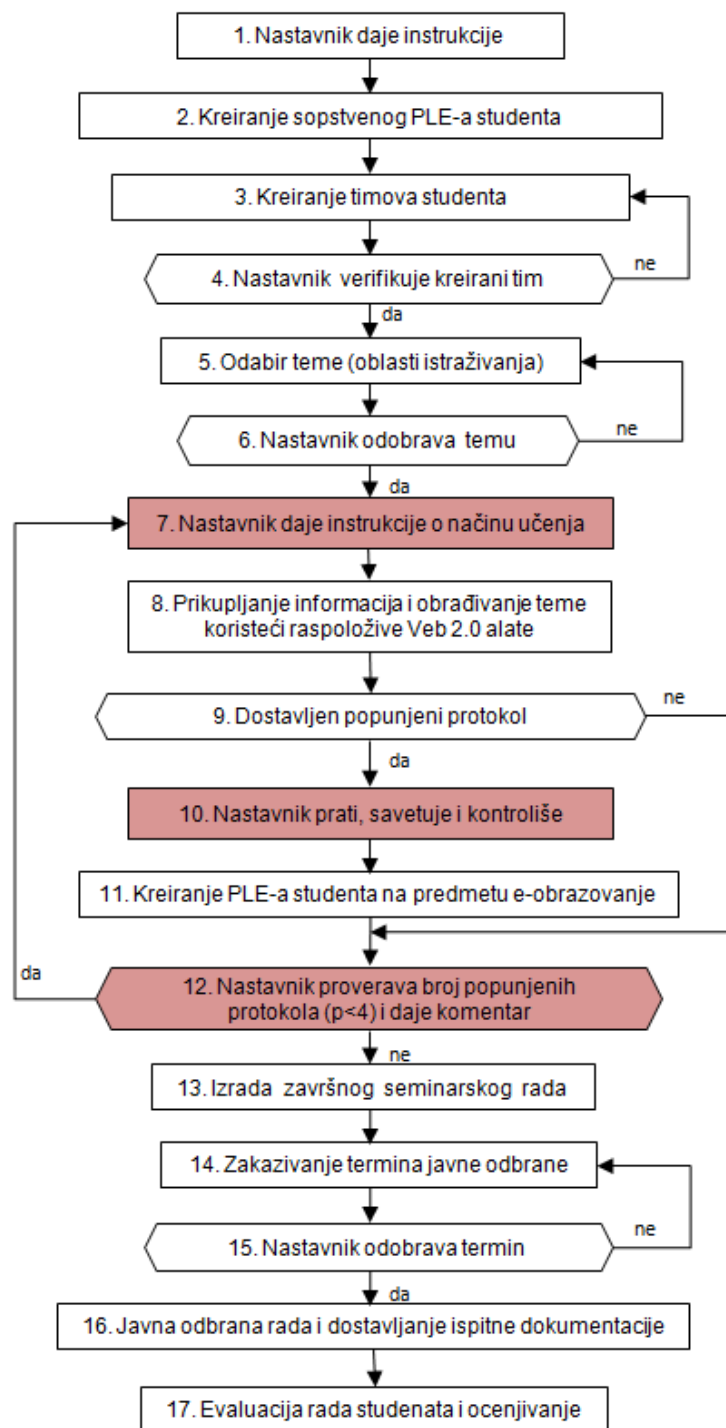 1. Nastavnik daje instrukcije
2. Kreiranje sopstvenog PLE-a studenta
3. Kreiranje timova studenta
ne
4. Nastavnik verifikuje kreirani tim
da
5. Odabir teme (oblasti istraživanja)
ne
6. Nastavnik odobrava temu
da
7. Nastavnik daje instrukcije o načinu učenja
8. Prikupljanje informacija i obrađivanje teme
koristeći raspoložive Veb 2.0 alate
ne
9. Dostavljen popunjeni protokol
da
10. Nastavnik prati, savetuje i kontroliše
11. Kreiranje PLE-a studenta na predmetu e-obrazovanje
da
12. Nastavnik proverava broj popunjenih
protokola (p<4) i daje komentar
ne
13. Izrada završnog seminarskog rada
14. Zakazivanje termina javne odbrane
ne
15. Nastavnik odobrava termin
da
16. Javna odbrana rada i dostavljanje ispitne dokumentacije
17. Evaluacija rada studenata i ocenjivanje